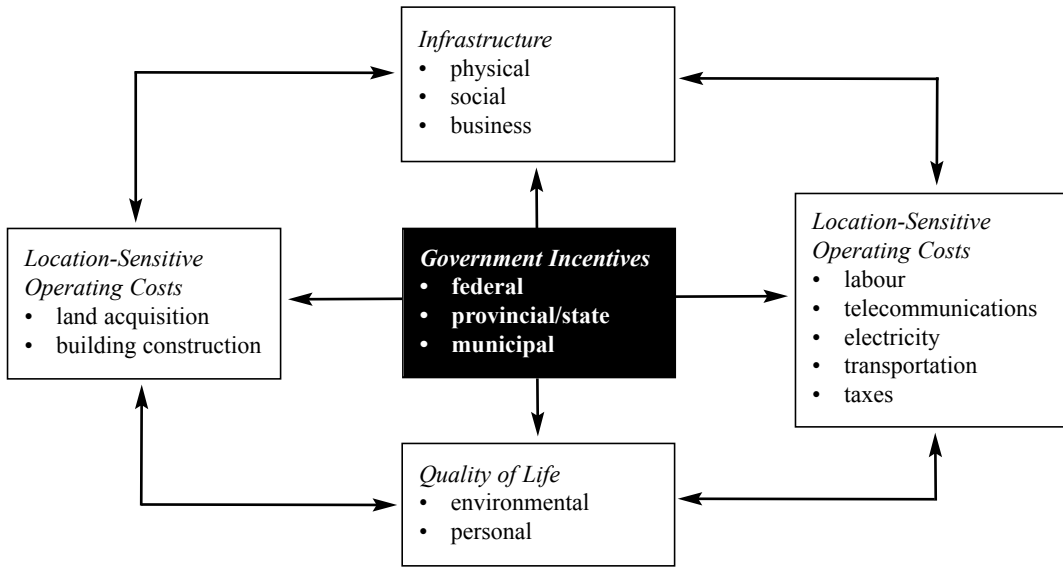 Infrastructure
• physical
• social
• business
Location-Sensitive
Operating Costs
• land acquisition
• building construction
Government Incentives
• federal
• provincial/state
• municipal
Location-Sensitive
Operating Costs
• labour
• telecommunications
• electricity
• transportation
• taxes
Quality of Life
• environmental
• personal